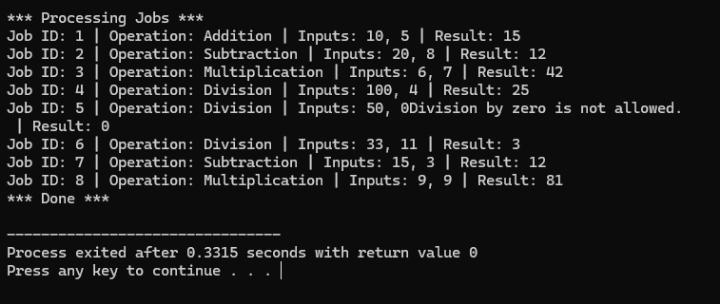 *** Processing Jobs ***
Job ID: 1 | Operation: Addition | Inputs: 10, 5 | Result: 15
Job ID: 2 | Operation: Subtraction | Inputs: 20, 8 | Result: 12
Job ID: 3 | Operation: Multiplication | Inputs: 6, 7 | Result: 42
Job ID: 4 | Operation: Division | Inputs: 100, 4 | Result: 25
Job ID: 5 | Operation: Division | Inputs: 50, 0Division by zero is not allowed.
 | Result: 0
Job ID: 6 | Operation: Division | Inputs: 33, 11 | Result: 3
Job ID: 7 | Operation: Subtraction | Inputs: 15, 3 | Result: 12
Job ID: 8 | Operation: Multiplication | Inputs: 9, 9 | Result: 81
*** Done ***

--------------------------------
Process exited after 0.3315 seconds with return value 0
Press any key to continue . . .